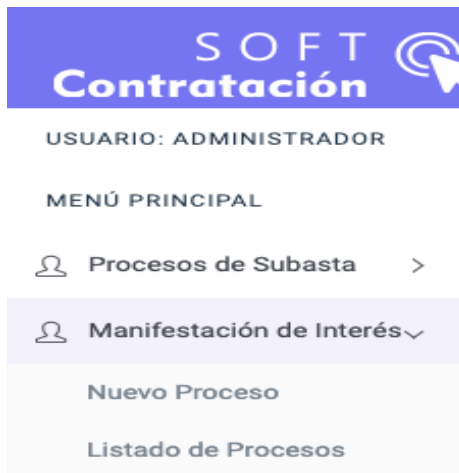 SOFT
Contratación
USUARIO: ADMINISTRADOR
MENÚ PRINCIPAL
Procesos de Subasta
Manifestación de Interés
Nuevo Proceso
Listado de Procesos